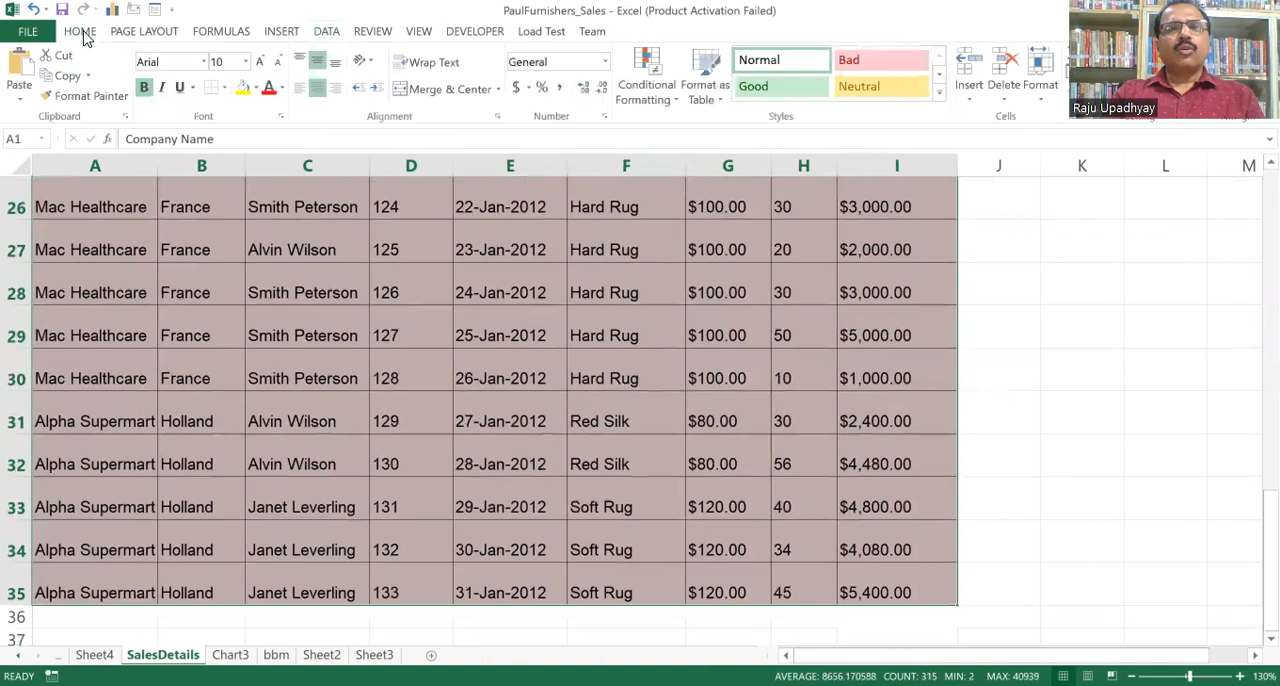 PaulFurnishers_Sales - Excel (Product Activation Failed)
FILE HOME PAGE LAYOUT FORMULAS INSERT DATA REVIEW VIEW DEVELOPER Load Test Team
Paste
Cut
Copy
Format Painter
Clipboard
Arial 10
B I U
Font
Wrap Text
Merge & Center
Alignment
General
$ %
Number
Conditional Formatting
Format as Table
Normal Bad
Good Neutral
Styles
Insert Delete Format
Cells
Raju Upadhyay
A1 fx Company Name
A B C D E F G H I J K L M
26 Mac Healthcare France Smith Peterson 124 22-Jan-2012 Hard Rug $100.00 30 $3,000.00
27 Mac Healthcare France Alvin Wilson 125 23-Jan-2012 Hard Rug $100.00 20 $2,000.00
28 Mac Healthcare France Smith Peterson 126 24-Jan-2012 Hard Rug $100.00 30 $3,000.00
29 Mac Healthcare France Smith Peterson 127 25-Jan-2012 Hard Rug $100.00 50 $5,000.00
30 Mac Healthcare France Smith Peterson 128 26-Jan-2012 Hard Rug $100.00 10 $1,000.00
31 Alpha Supermart Holland Alvin Wilson 129 27-Jan-2012 Red Silk $80.00 30 $2,400.00
32 Alpha Supermart Holland Alvin Wilson 130 28-Jan-2012 Red Silk $80.00 56 $4,480.00
33 Alpha Supermart Holland Janet Leverling 131 29-Jan-2012 Soft Rug $120.00 40 $4,800.00
34 Alpha Supermart Holland Janet Leverling 132 30-Jan-2012 Soft Rug $120.00 34 $4,080.00
35 Alpha Supermart Holland Janet Leverling 133 31-Jan-2012 Soft Rug $120.00 45 $5,400.00
36
37
... Sheet4 SalesDetails Chart3 bbm Sheet2 Sheet3
READY AVERAGE: 8656.170588 COUNT: 315 MIN: 2 MAX: 40939 130%